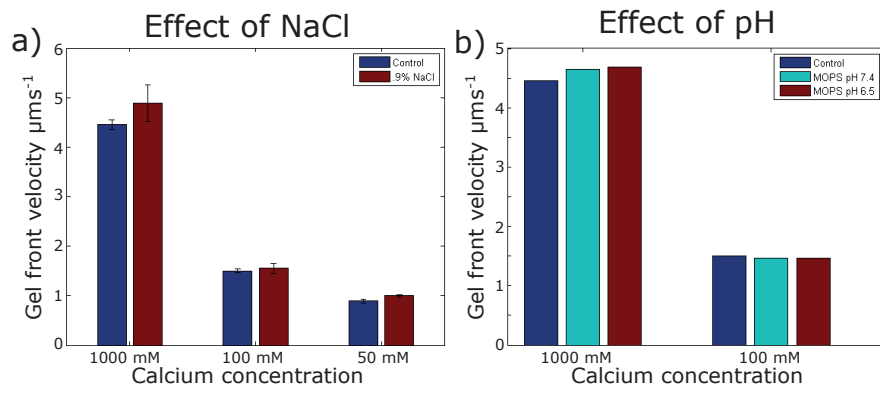 a)
Effect of NaCl
Gel front velocity µms⁻¹
6
5
4
3
2
1
0
Control
.9% NaCl
1000 mM
100 mM
50 mM
Calcium concentration
b)
Effect of pH
Gel front velocity µms⁻¹
5
4
3
2
1
0
Control
MOPS pH 7.4
MOPS pH 6.5
1000 mM
100 mM
Calcium concentration